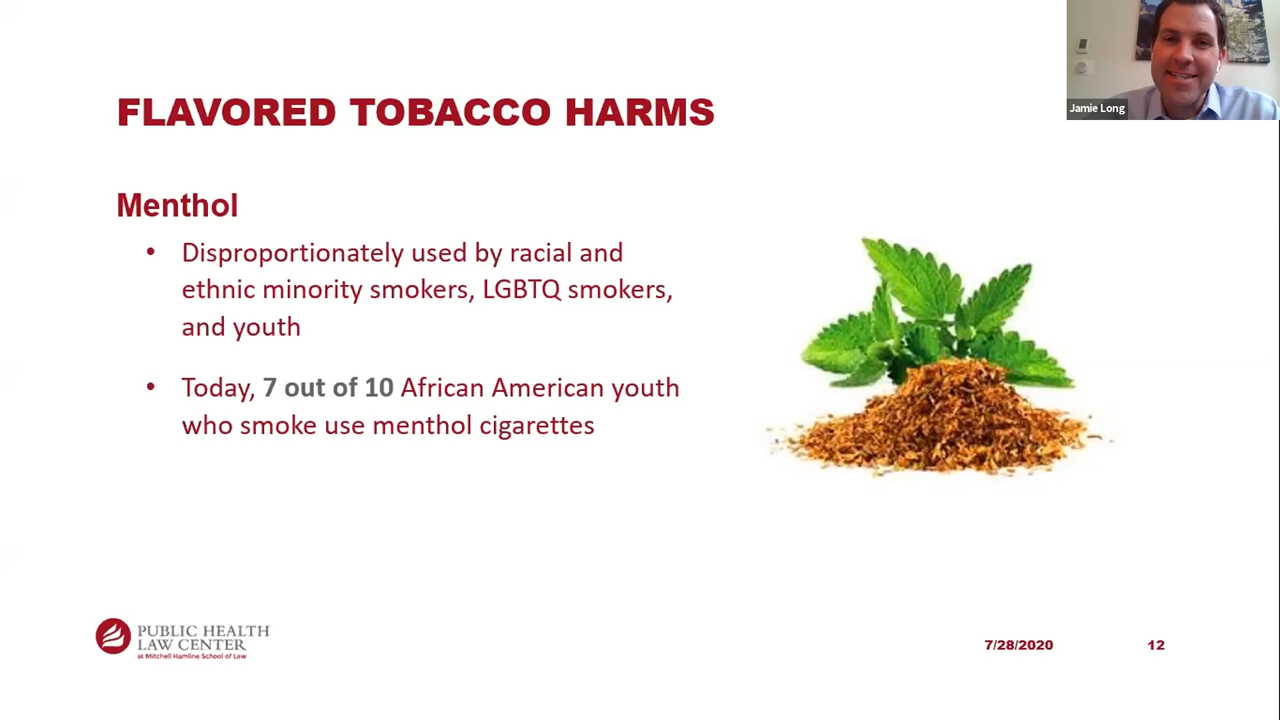 FLAVORED TOBACCO HARMS
Jamie Long
Menthol
• Disproportionately used by racial and
ethnic minority smokers, LGBTQ smokers,
and youth
• Today, 7 out of 10 African American youth
who smoke use menthol cigarettes
PUBLIC HEALTH
LAW CENTER
at Mitchell Hamline School of Law
7/28/2020
12